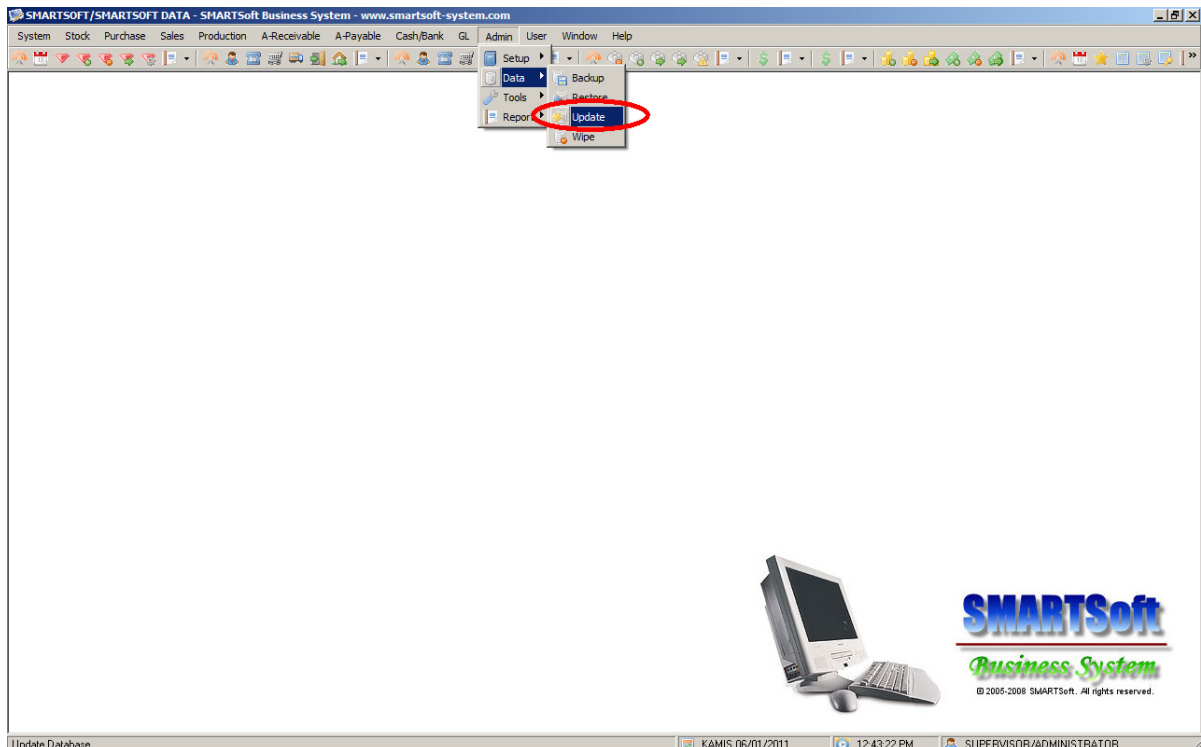 SMARTSOFT/SMARTSOFT DATA - SMARTSoft Business System - www.smartsoft-system.com
System Stock Purchase Sales Production A-Receivable A-Payable Cash/Bank GL Admin User Window Help
Setup
Data
Tools
Report
Backup
Restore
Update
Wipe
SMARTSoft
Business System
© 2005-2008 SMARTSoft. All rights reserved.
Update Database KAMIS 06/01/2011 12:43:22 PM SUPERVISOR/ADMINISTRATOR